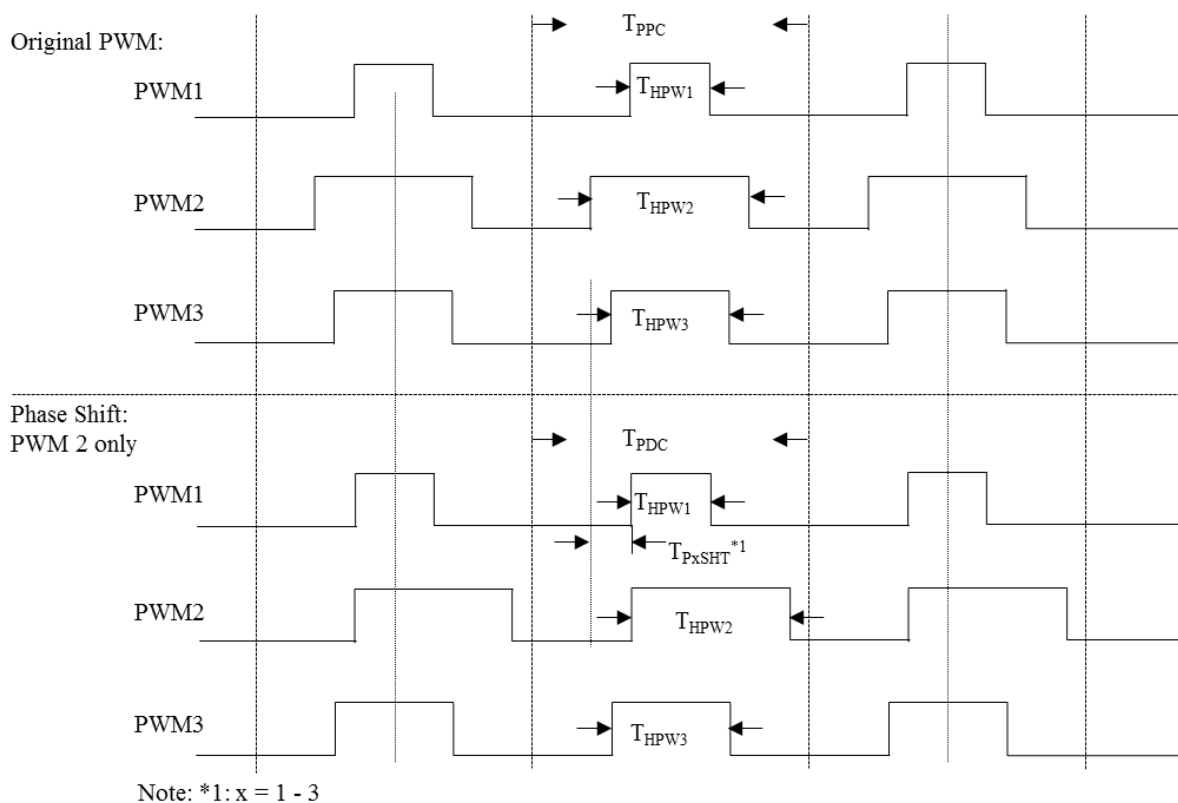 T_PPC
Original PWM:
PWM1
T_HPW1
PWM2
T_HPW2
PWM3
T_HPW3
Phase Shift:
PWM 2 only
T_PDC
PWM1
T_HPW1
T_PxSHT*1
PWM2
T_HPW2
PWM3
T_HPW3
Note: *1: x = 1 - 3